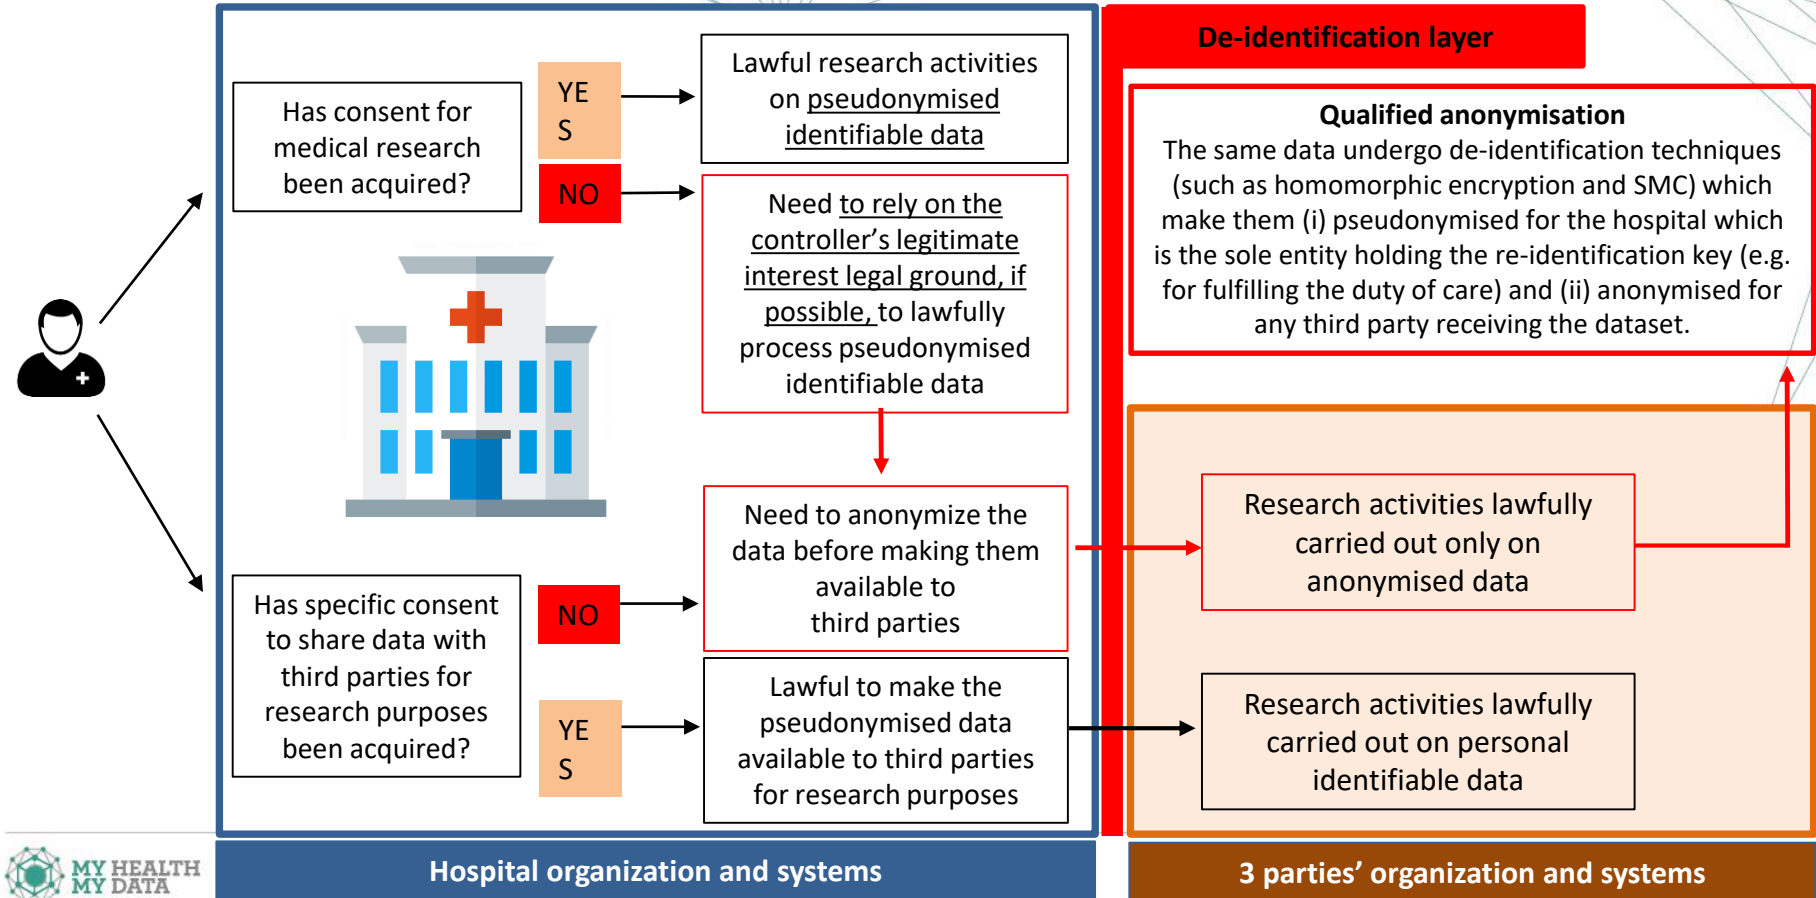 De-identification layer
Has consent for
medical research
been acquired?
YE
S
Lawful research activities
on pseudonymised
identifiable data
NO
Need to rely on the
controller’s legitimate
interest legal ground, if
possible, to lawfully
process pseudonymised
identifiable data
Qualified anonymisation
The same data undergo de-identification techniques
(such as homomorphic encryption and SMC) which
make them (i) pseudonymised for the hospital which
is the sole entity holding the re-identification key (e.g.
for fulfilling the duty of care) and (ii) anonymised for
any third party receiving the dataset.
Has specific consent
to share data with
third parties for
research purposes
been acquired?
NO
Need to anonymize the
data before making them
available to
third parties
Research activities lawfully
carried out only on
anonymised data
YE
S
Lawful to make the
pseudonymised data
available to third parties
for research purposes
Research activities lawfully
carried out on personal
identifiable data
MY HEALTH
MY DATA
Hospital organization and systems
3 parties’ organization and systems